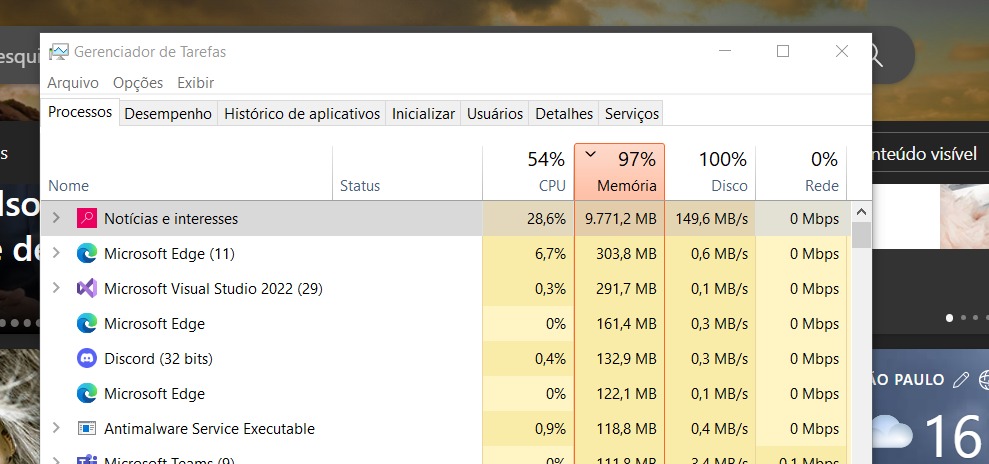 esqui
Gerenciador de Tarefas
Arquivo Opções Exibir
Processos Desempenho Histórico de aplicativos Inicializar Usuários Detalhes Serviços
s
nteúdo visível
54% 97% 100% 0%
Nome Status CPU Memória Disco Rede
lso
Notícias e interesses 28,6% 9.771,2 MB 149,6 MB/s 0 Mbps
e de
Microsoft Edge (11) 6,7% 303,8 MB 0,6 MB/s 0 Mbps
Microsoft Visual Studio 2022 (29) 0,3% 291,7 MB 0,1 MB/s 0 Mbps
Microsoft Edge 0% 161,4 MB 0,3 MB/s 0 Mbps
Discord (32 bits) 0,4% 132,9 MB 0,3 MB/s 0 Mbps
Microsoft Edge 0% 122,1 MB 0,1 MB/s 0 Mbps
ÃO PAULO
Antimalware Service Executable 0,9% 118,8 MB 0,4 MB/s 0 Mbps
16
Microsoft Teams (9) 0% 111,8 MB 3,4 MB/s 0,1 Mbps